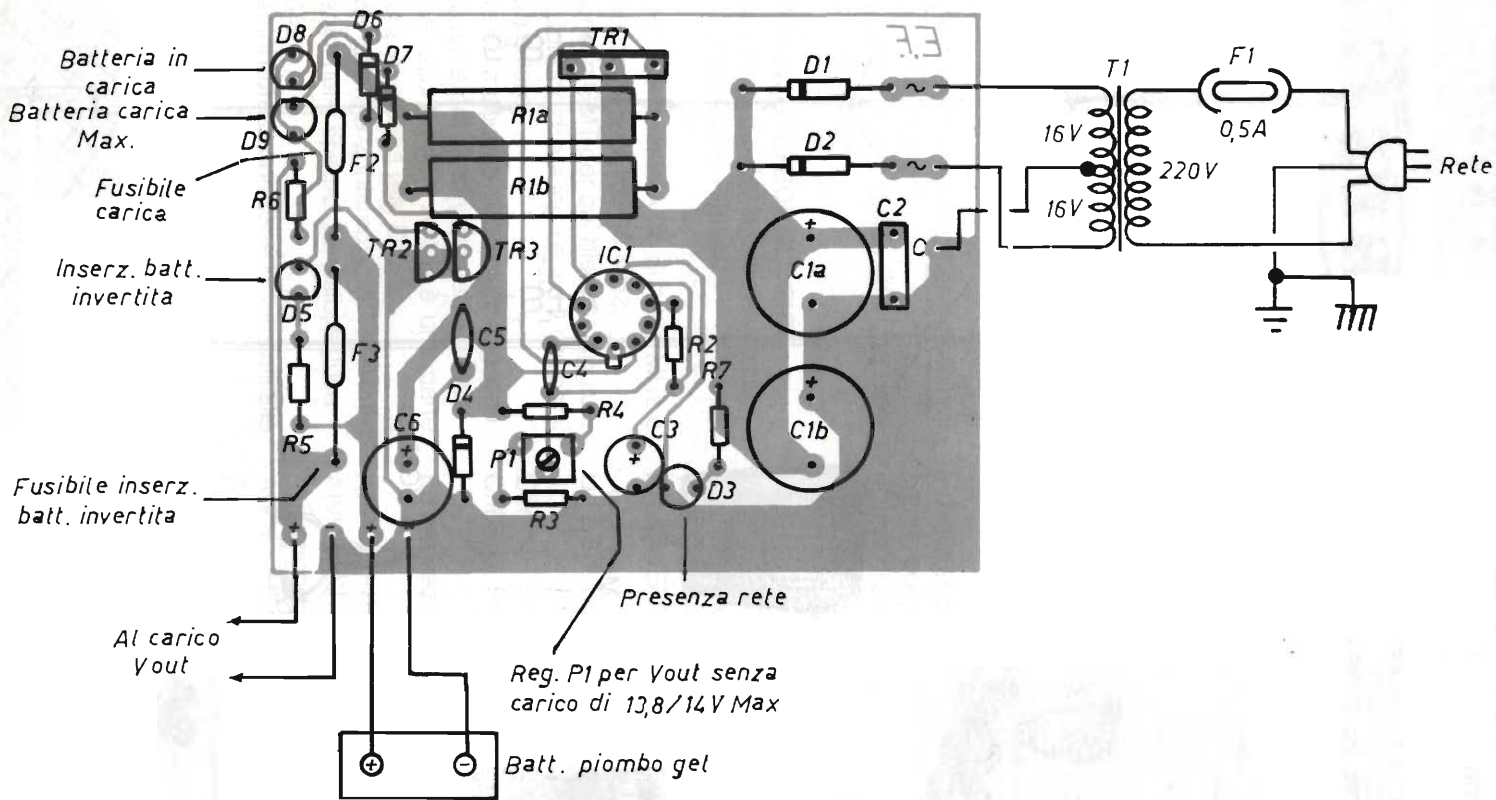 D8
D6
D7
TR1
E.F.
D1
~
T1
F1
Batteria in
carica
Batteria carica
Max.
D9
F2
R1a
16V
0,5A
R6
Fusibile
carica
R1b
D2
~
220V
Rete
16V
TR2
TR3
IC1
+
C1a
C2
C
Inserz. batt.
invertita
D5
F3
C5
C4
R2
R7
D4
R4
+
C1b
R5
C6
+
P1
C3
+
D3
R3
Fusibile inserz.
batt. invertita
+
-
+
-
Presenza rete
Al carico
Vout
Reg. P1 per Vout senza
carico di 13,8/14V Max
+
-
Batt. piombo gel